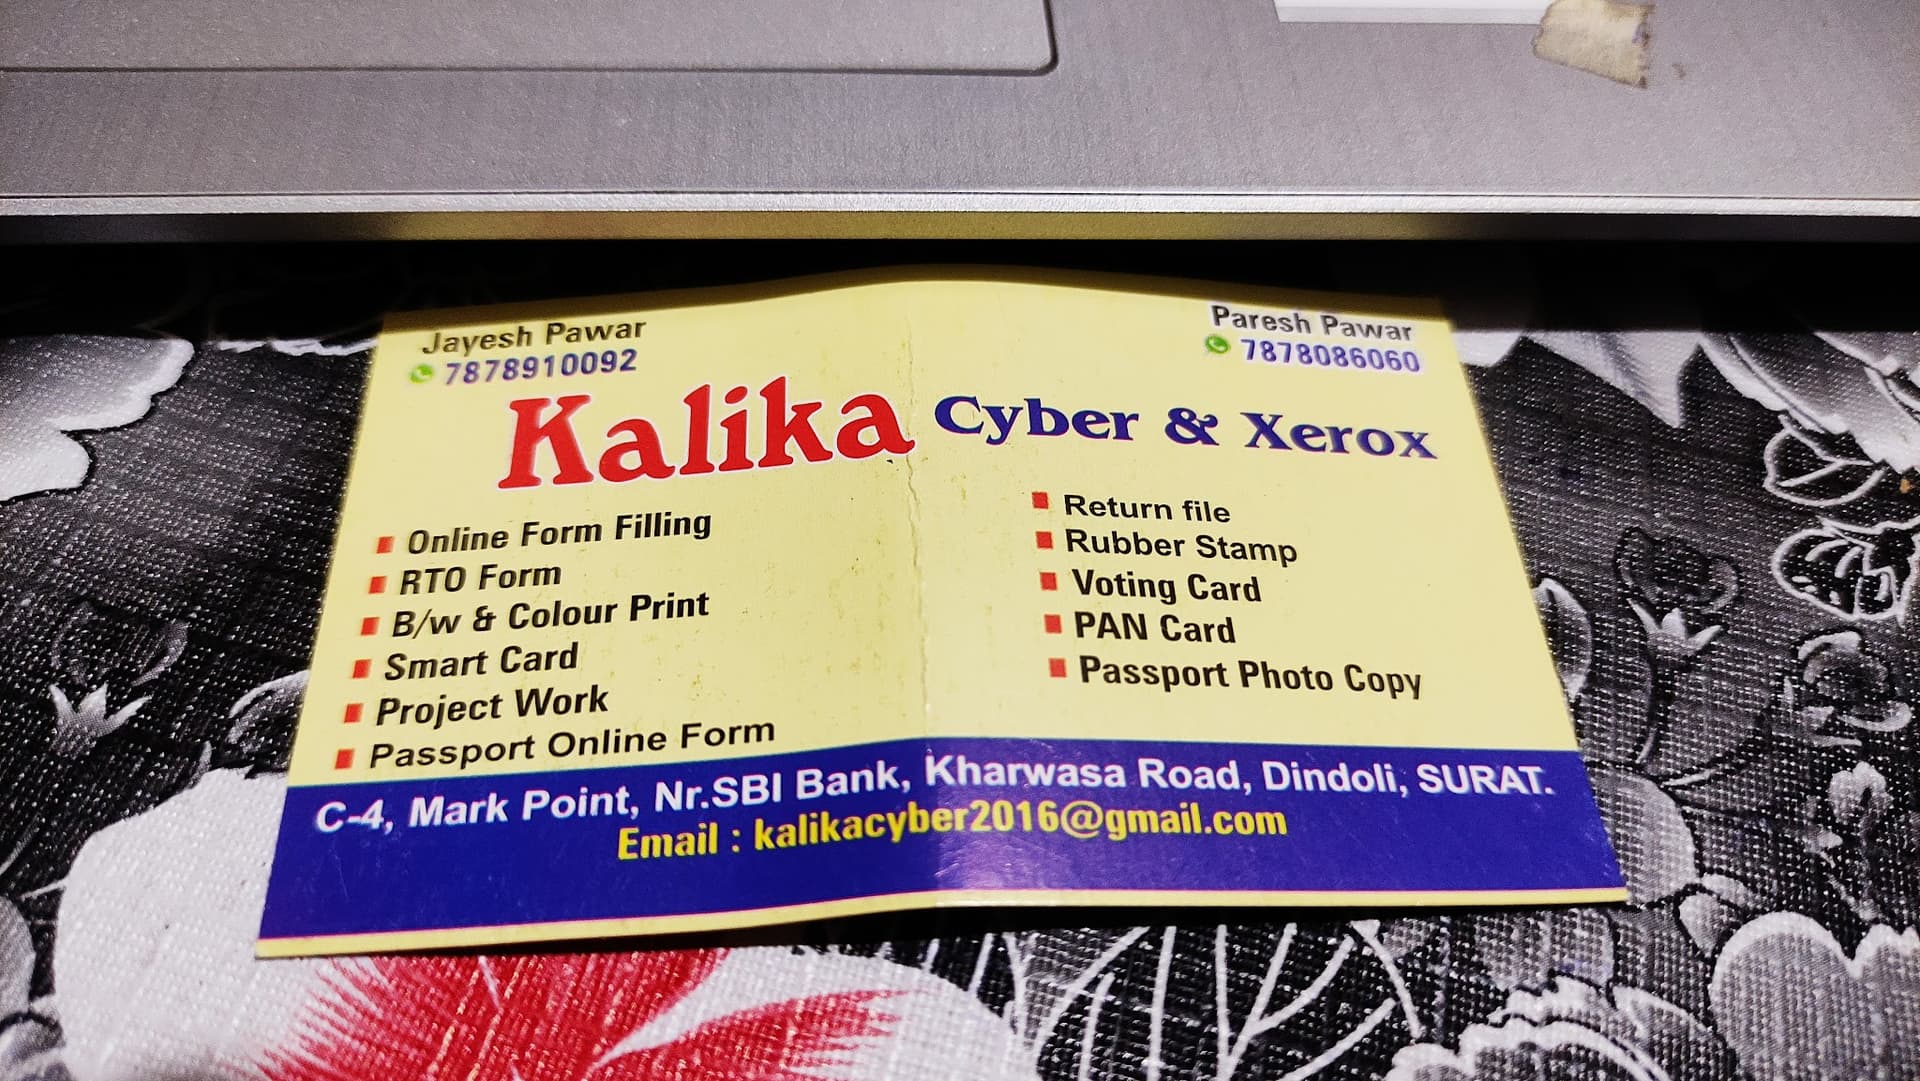 Jayesh Pawar
7878910092
Paresh Pawar
7878086060
Kalika Cyber & Xerox
Online Form Filling
RTO Form
B/w & Colour Print
Smart Card
Project Work
Passport Online Form
Return file
Rubber Stamp
Voting Card
PAN Card
Passport Photo Copy
C-4, Mark Point, Nr.SBI Bank, Kharwasa Road, Dindoli, SURAT.
Email : kalikacyber2016@gmail.com